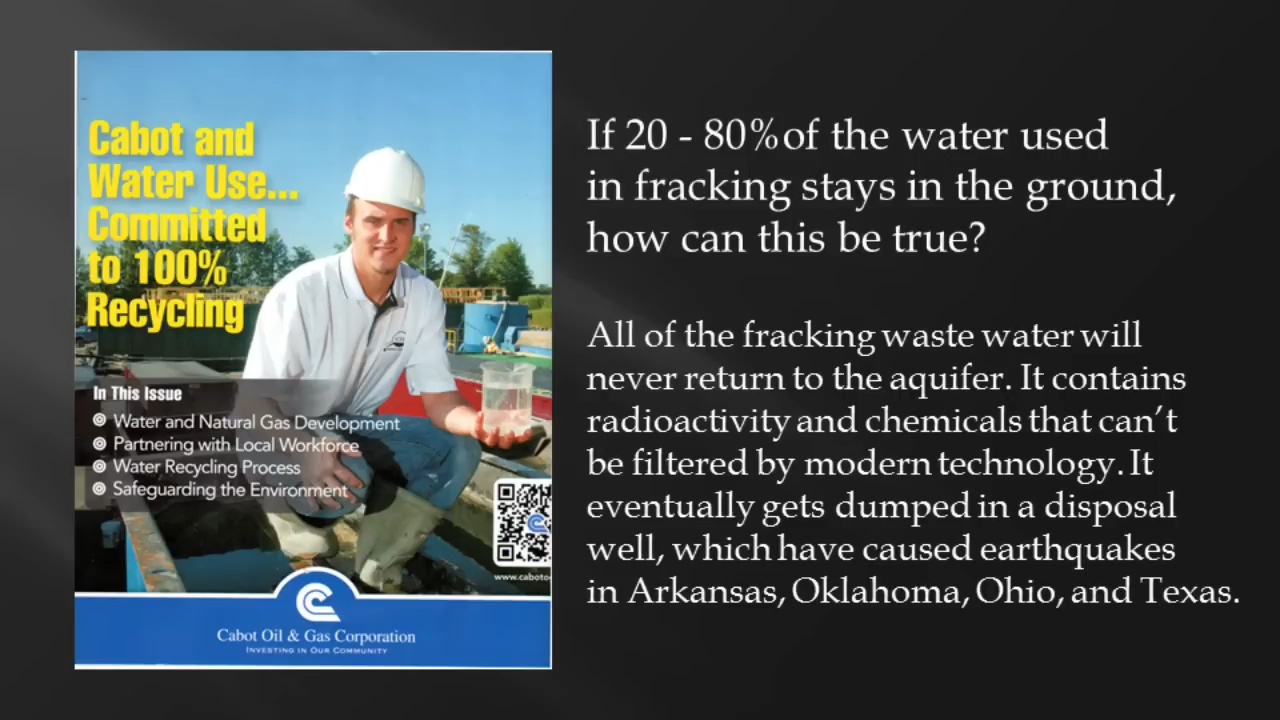 Cabot and
Water Use...
Committed
to 100%
Recycling
In This Issue
Water and Natural Gas Development
Partnering with Local Workforce
Water Recycling Process
Safeguarding the Environment
Cabot Oil & Gas Corporation
Investing in Our Community
If 20 - 80% of the water used
in fracking stays in the ground,
how can this be true?
All of the fracking waste water will
never return to the aquifer. It contains
radioactivity and chemicals that can't
be filtered by modern technology. It
eventually gets dumped in a disposal
well, which have caused earthquakes
in Arkansas, Oklahoma, Ohio, and Texas.